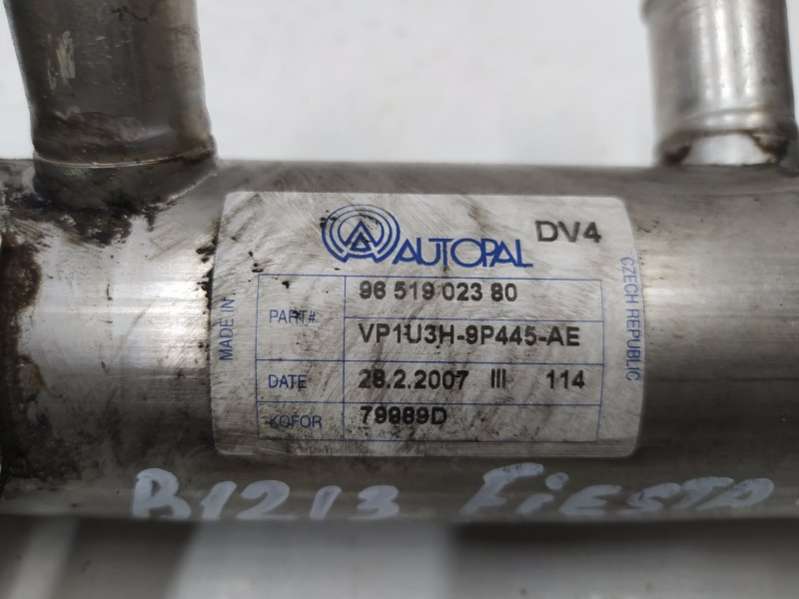 AUTOPAL DV4
MADE IN
CZECH REPUBLIC
PART#
96 519 023 80
VP1U3H-9P445-AE
DATE 28.2.2007 III 114
KOFOR 79989D
B1213 FiESTA